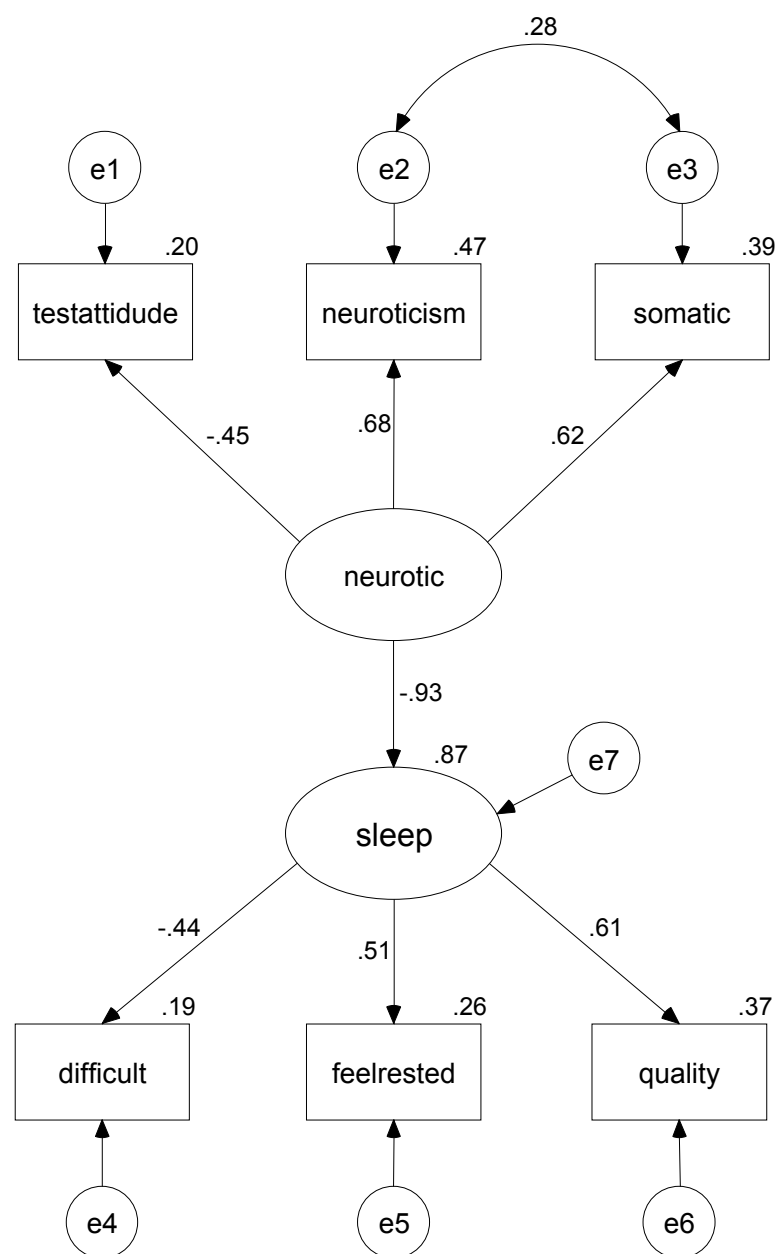 .28
e1
e2
e3
.20
.47
.39
testattidude
neuroticism
somatic
-.45
.68
.62
neurotic
-.93
.87
e7
sleep
-.44
.51
.61
.19
.26
.37
difficult
feelrested
quality
e4
e5
e6